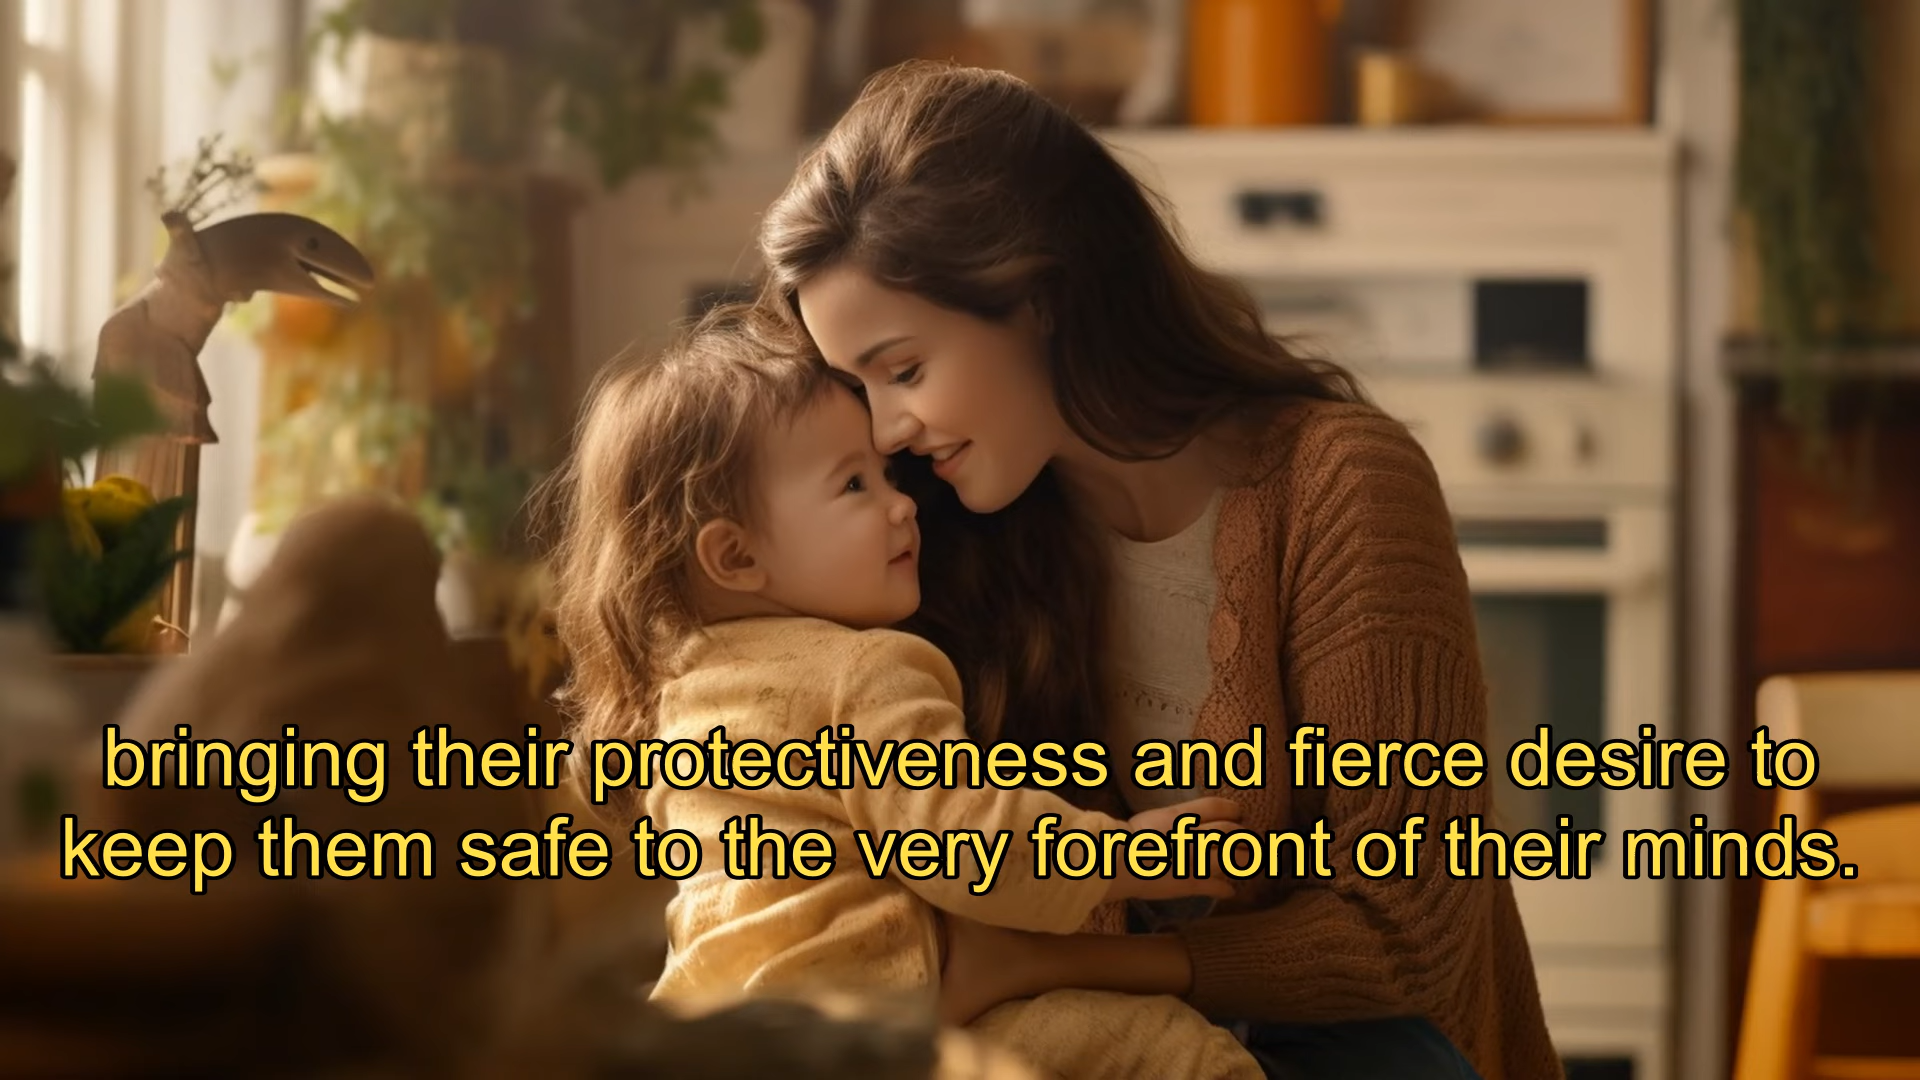 bringing their protectiveness and fierce desire to
keep them safe to the very forefront of their minds.